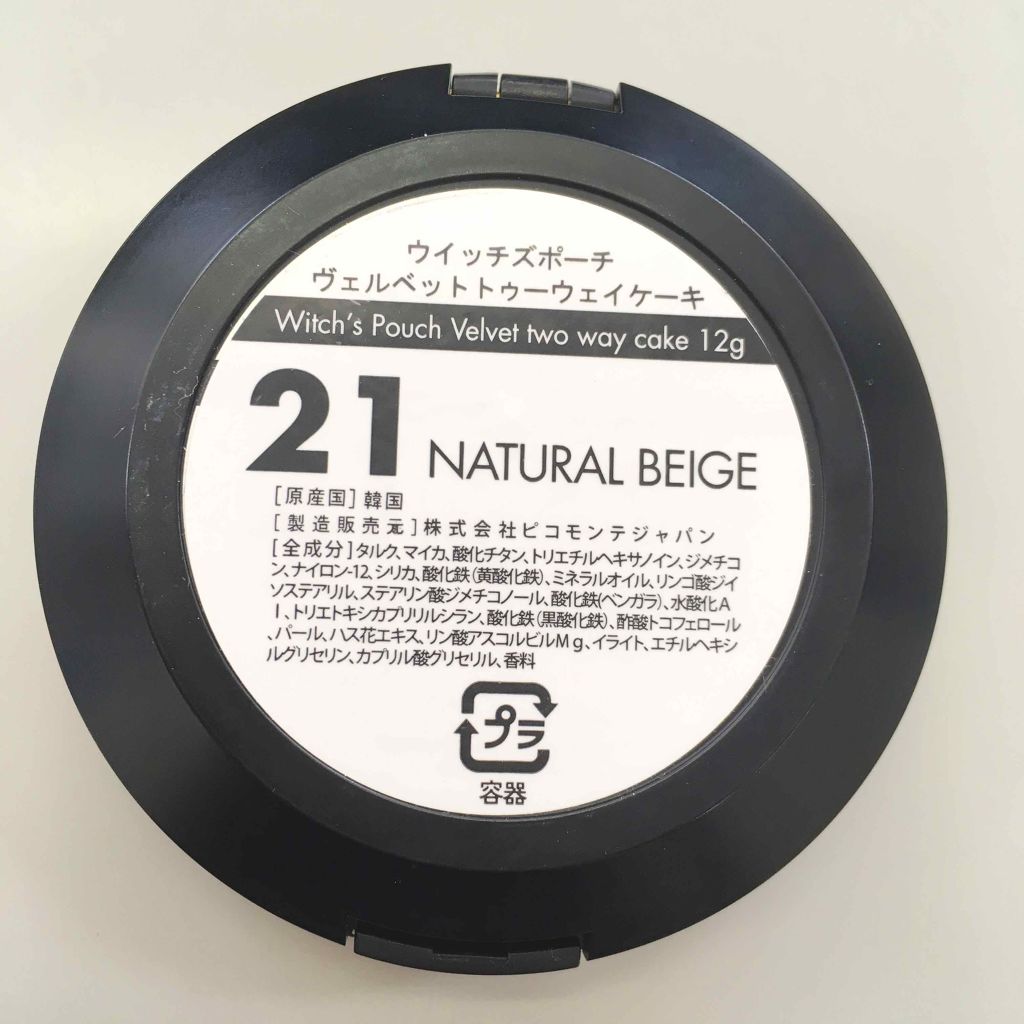 ウイッチズポーチ
ヴェルベットトゥーウェイケーキ
Witch's Pouch Velvet two way cake 12g
21 NATURAL BEIGE
[原産国]韓国
[製造販売元]株式会社ピコモンテジャパン
[全成分]タルク、マイカ、酸化チタン、トリエチルヘキサノイン、ジメチコ
ン、ナイロン-12、シリカ、酸化鉄(黄酸化鉄)、ミネラルオイル、リンゴ酸ジイ
ソステアリル、ステアリン酸ジメチコノール、酸化鉄(ベンガラ)、水酸化A
l、トリエトキシカプリリルシラン、酸化鉄(黒酸化鉄)、酢酸トコフェロール
、パール、ハス花エキス、リン酸アスコルビルMg、イライト、エチルヘキシ
ルグリセリン、カプリル酸グリセリル、香料
プラ
容器